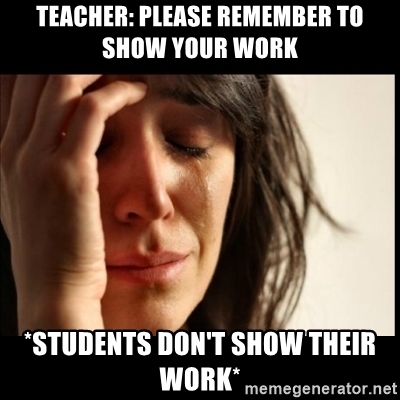 TEACHER: PLEASE REMEMBER TO
SHOW YOUR WORK
*STUDENTS DON'T SHOW THEIR
WORK*
memegenerator.net